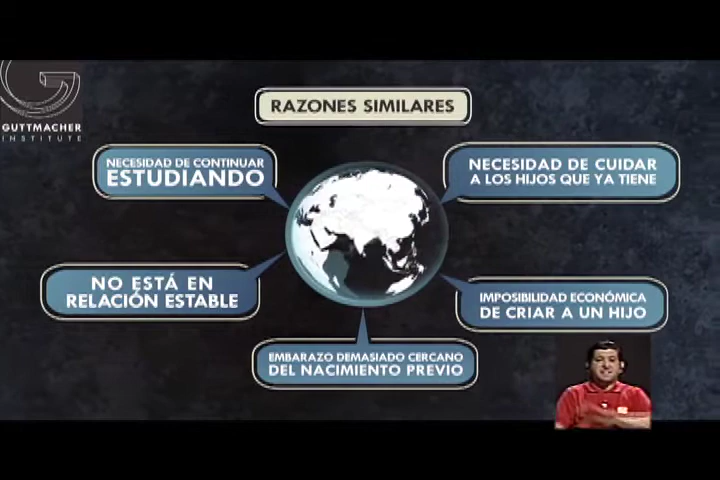 GUTTMACHER
INSTITUTE
RAZONES SIMILARES
NECESIDAD DE CONTINUAR
ESTUDIANDO
NECESIDAD DE CUIDAR
A LOS HIJOS QUE YA TIENE
NO ESTÁ EN
RELACIÓN ESTABLE
IMPOSIBILIDAD ECONÓMICA
DE CRIAR A UN HIJO
EMBARAZO DEMASIADO CERCANO
DEL NACIMIENTO PREVIO